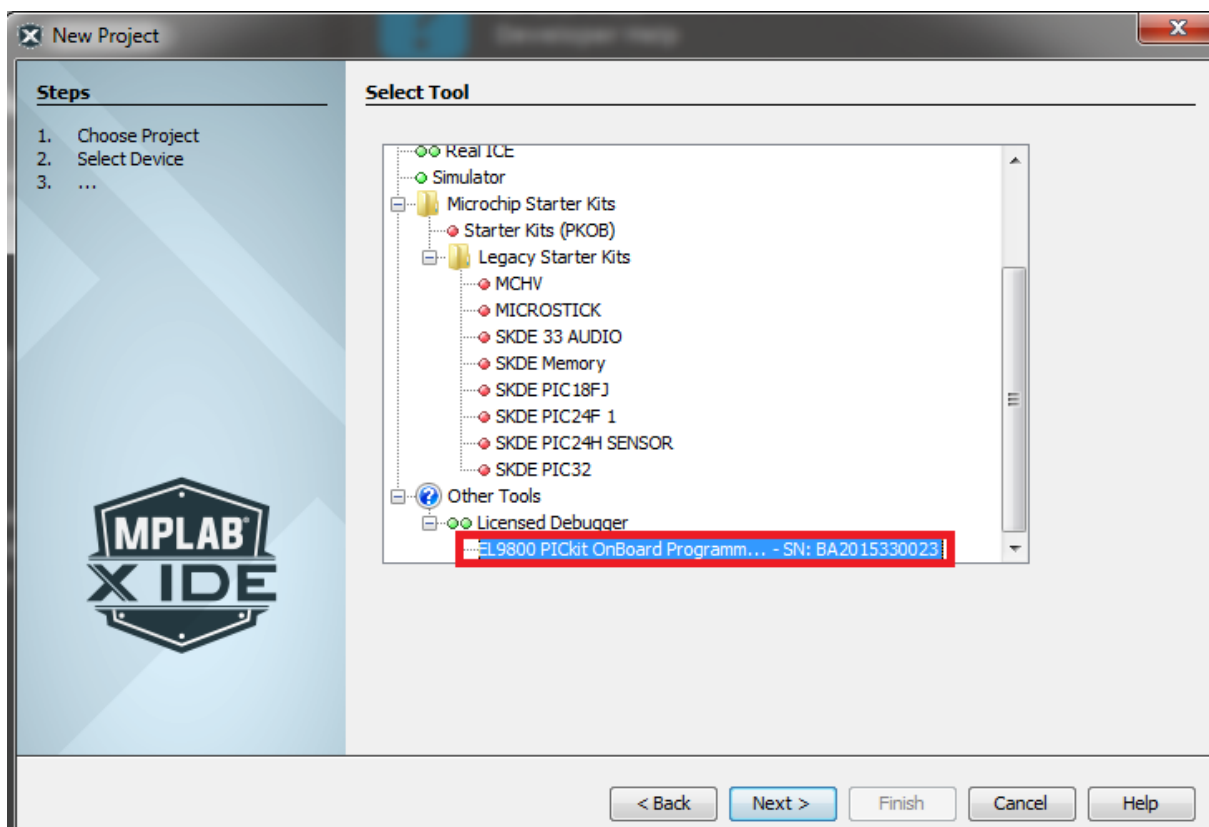 New Project
Developer Help
X
Steps
1. Choose Project
2. Select Device
3. ...
MPLAB®
X IDE
Select Tool
Real ICE
Simulator
Microchip Starter Kits
Starter Kits (PKOB)
Legacy Starter Kits
MCHV
MICROSTICK
SKDE 33 AUDIO
SKDE Memory
SKDE PIC18FJ
SKDE PIC24F 1
SKDE PIC24H SENSOR
SKDE PIC32
Other Tools
Licensed Debugger
EL9800 PICkit OnBoard Programm... - SN: BA2015330023
< Back Next > Finish Cancel Help